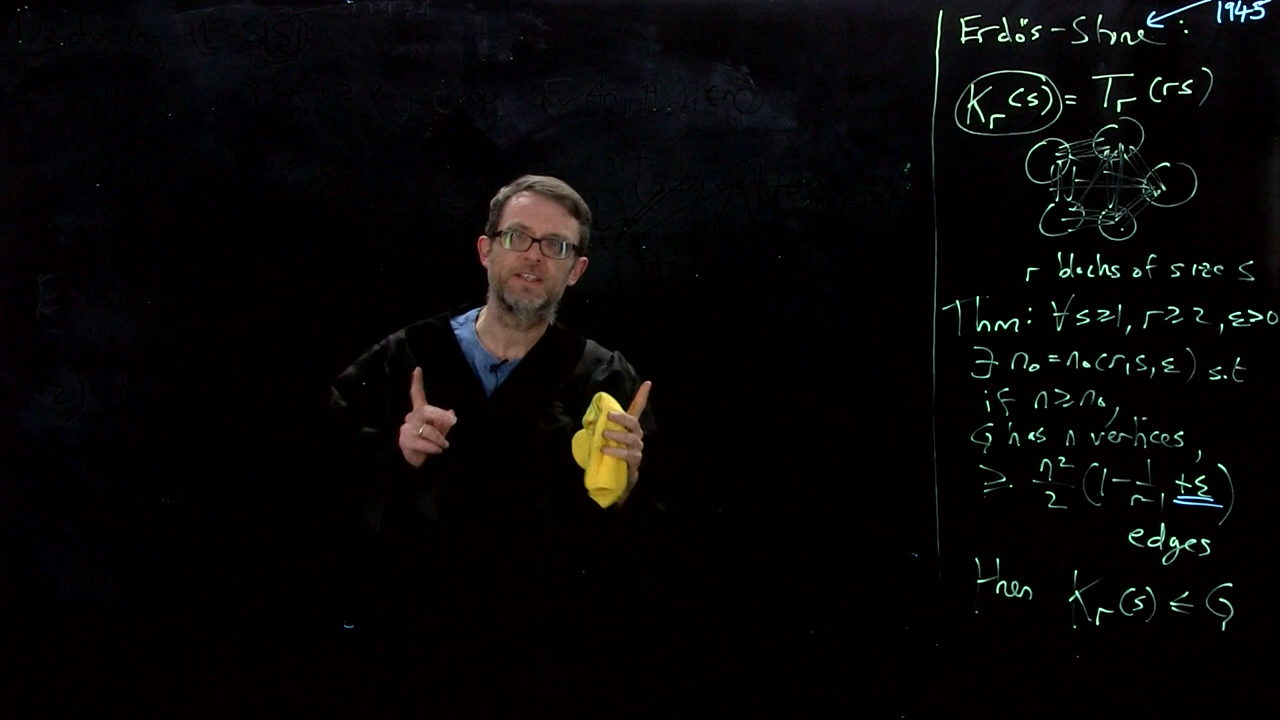 1945
Erdős-Stone:
Kᵣ(s) = Tᵣ(rs)
r blocks of size s
Thm: ∀s≥1, r≥2, ε>0
∃ n₀=n₀(r,s,ε) s.t
if n≥n₀,
G has n vertices,
≥ n²/2 (1 - 1/(r-1) + ε)
edges
then Kᵣ(s) ≤ G